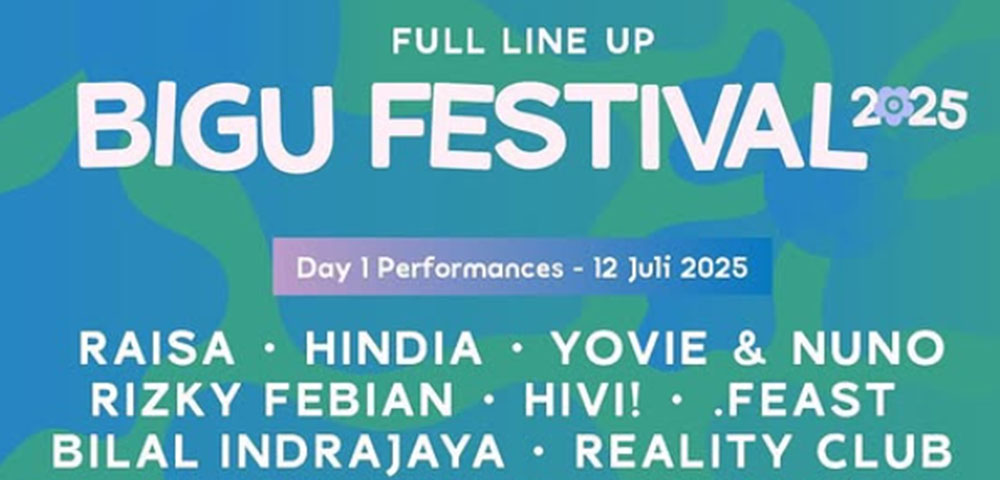 FULL LINE UP
BIGU FESTIVAL 2025
Day 1 Performances - 12 Juli 2025
RAISA • HINDIA • YOVIE & NUNO
RIZKY FEBIAN • HIVI! • .FEAST
BILAL INDRAJAYA • REALITY CLUB